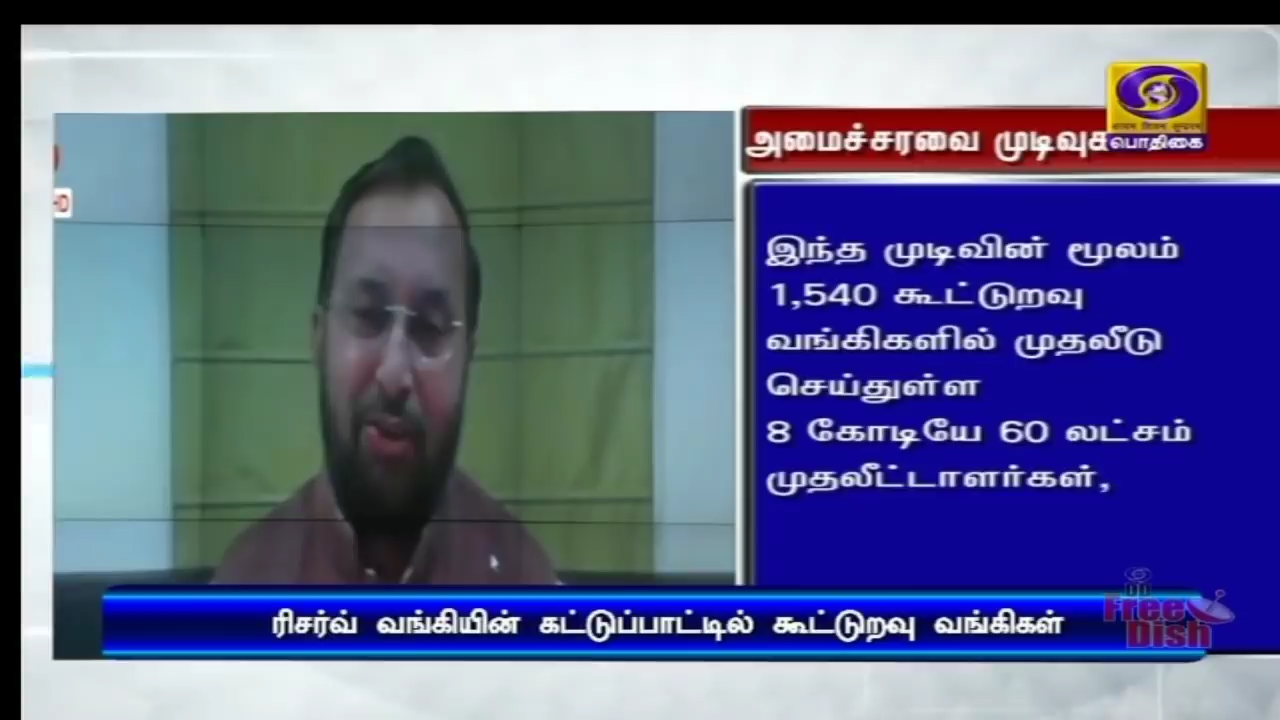 அமைச்சரவை முடிவுக
பொதிகை
இந்த முடிவின் மூலம்
1,540 கூட்டுறவு
வங்கிகளில் முதலீடு
செய்துள்ள
8 கோடியே 60 லட்சம்
முதலீட்டாளர்கள்,
ரிசர்வ் வங்கியின் கட்டுப்பாட்டில் கூட்டுறவு வங்கிகள்
DD
Free
Dish